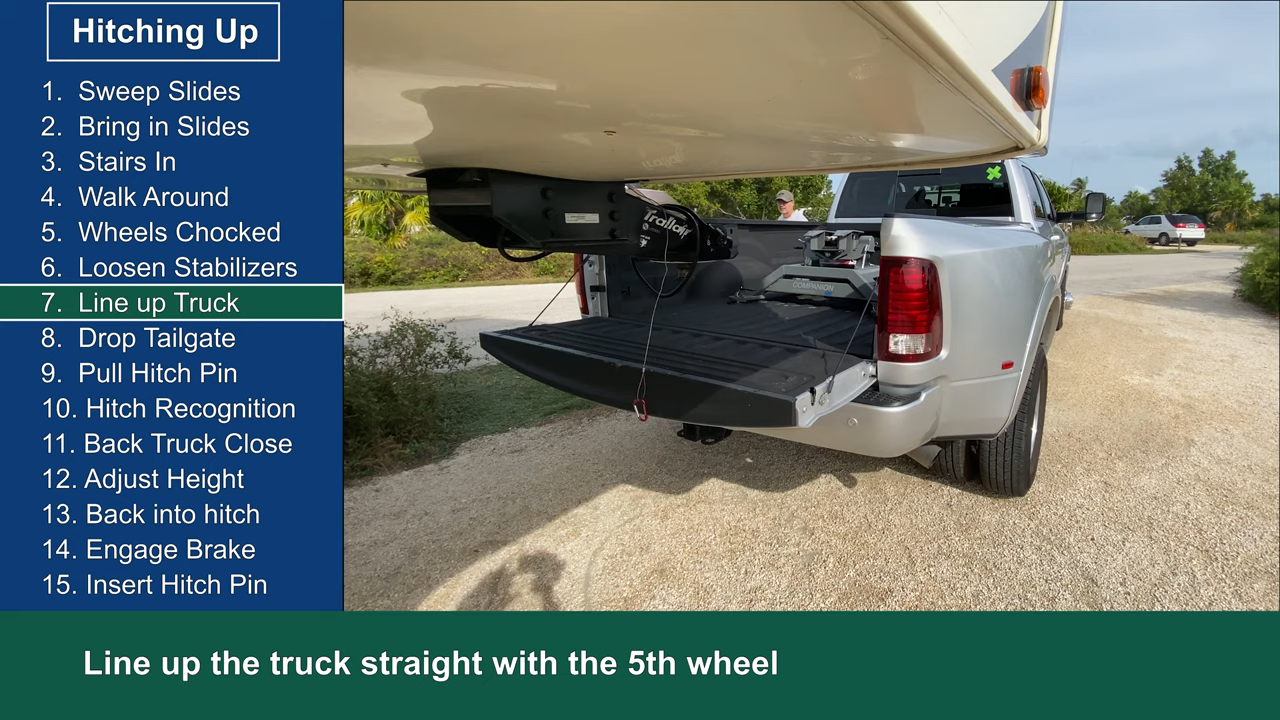 Hitching Up
1. Sweep Slides
2. Bring in Slides
3. Stairs In
4. Walk Around
5. Wheels Chocked
6. Loosen Stabilizers
7. Line up Truck
8. Drop Tailgate
9. Pull Hitch Pin
10. Hitch Recognition
11. Back Truck Close
12. Adjust Height
13. Back into hitch
14. Engage Brake
15. Insert Hitch Pin
Trailair
COMPANION
Line up the truck straight with the 5th wheel